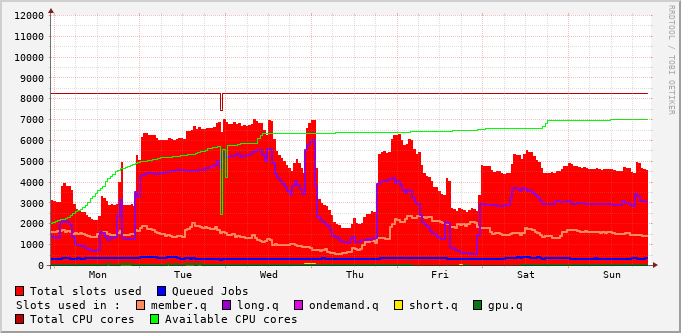 12000
11000
10000
9000
8000
7000
6000
5000
4000
3000
2000
1000
0
Mon Tue Wed Thu Fri Sat Sun
RRDTOOL / TOBI OETIKER
Total slots used Queued Jobs
Slots used in : member.q long.q ondemand.q short.q gpu.q
Total CPU cores Available CPU cores